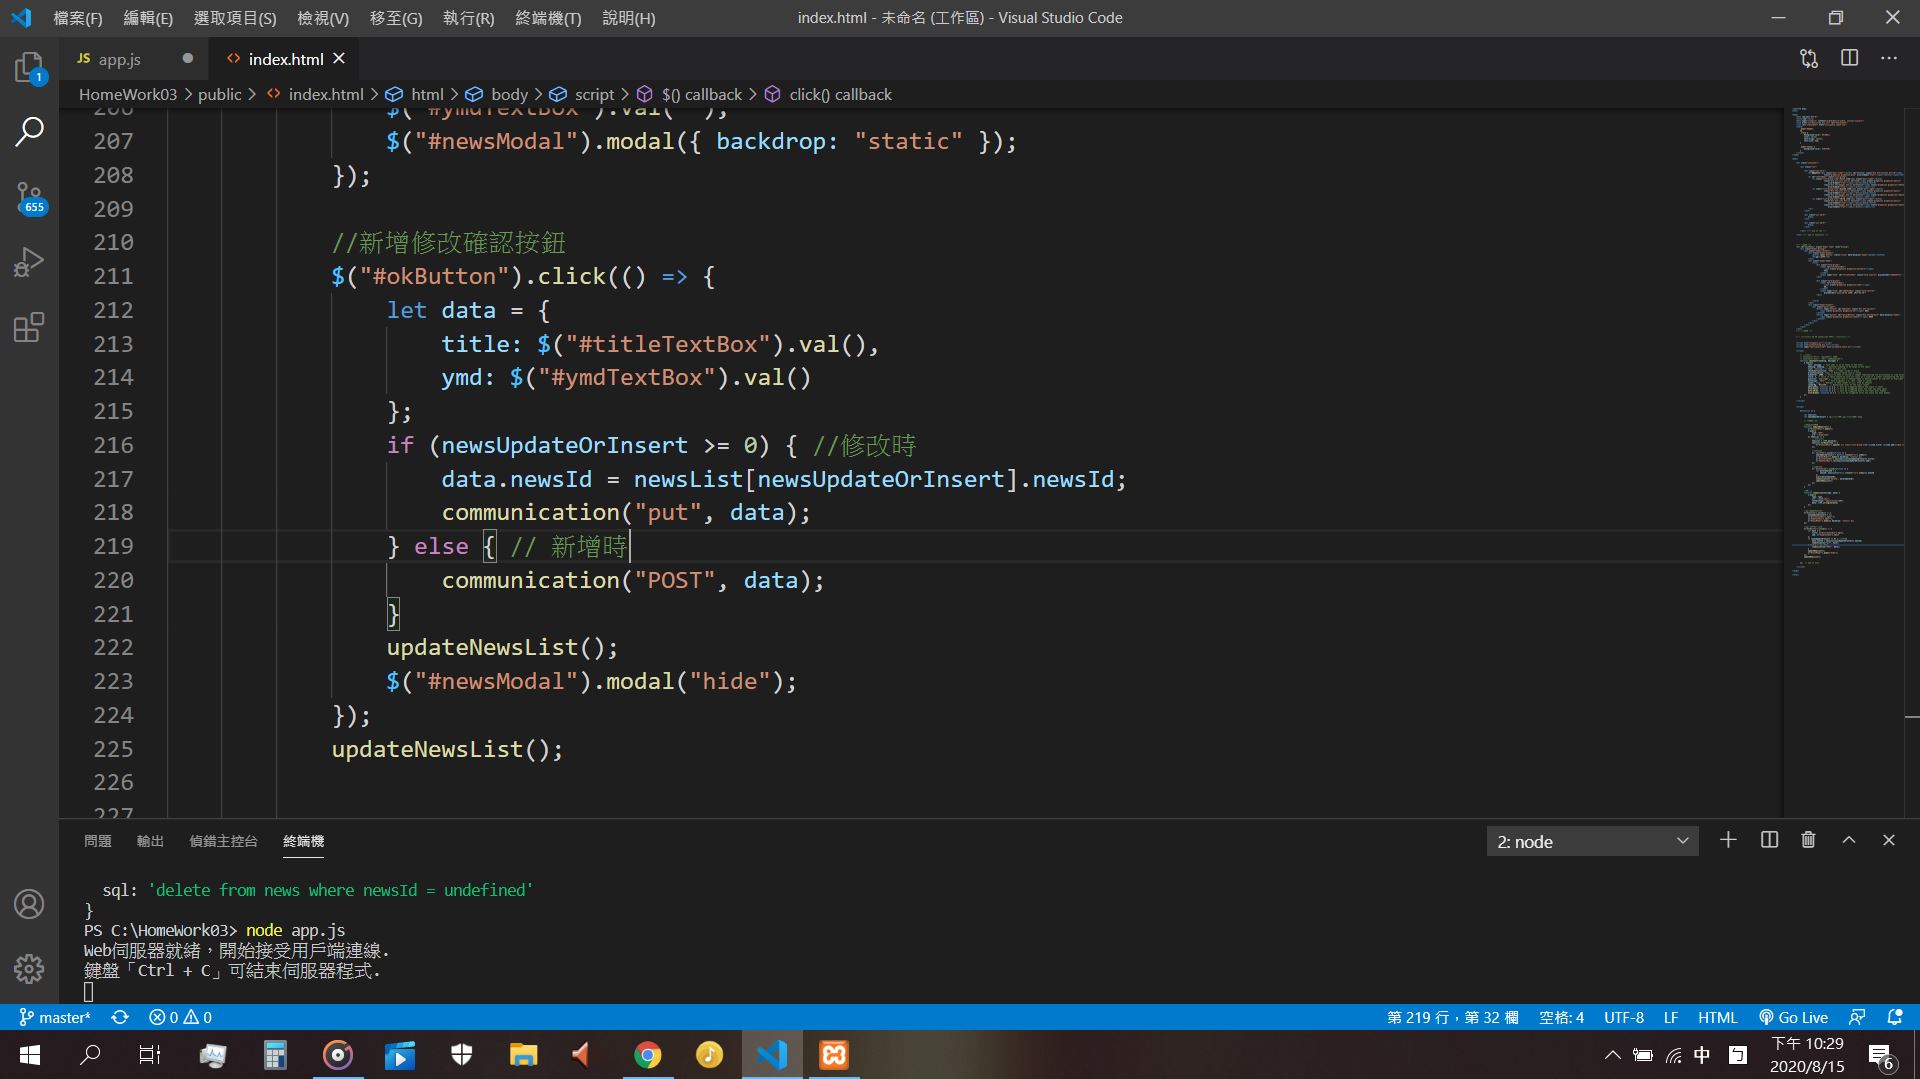 檔案(F) 編輯(E) 選取項目(S) 檢視(V) 移至(G) 執行(R) 終端機(T) 說明(H) index.html - 未命名 (工作區) - Visual Studio Code
JS app.js index.html
HomeWork03 > public > index.html > html > body > script > $() callback > click() callback
206 $("#ymdTextBox").val("");
207 $("#newsModal").modal({ backdrop: "static" });
208 });
209
210 //新增修改確認按鈕
211 $("#okButton").click(() => {
212 let data = {
213 title: $("#titleTextBox").val(),
214 ymd: $("#ymdTextBox").val()
215 };
216 if (newsUpdateOrInsert >= 0) { //修改時
217 data.newsId = newsList[newsUpdateOrInsert].newsId;
218 communication("put", data);
219 } else { // 新增時
220 communication("POST", data);
221 }
222 updateNewsList();
223 $("#newsModal").modal("hide");
224 });
225 updateNewsList();
226
227
1
655
問題 輸出 偵錯主控台 終端機 2: node
sql: 'delete from news where newsId = undefined'
}
PS C:\HomeWork03> node app.js
Web伺服器就緒，開始接受用戶端連線.
鍵盤「Ctrl + C」可結束伺服器程式.
master* 0 0 第 219 行，第 32 欄 空格: 4 UTF-8 LF HTML Go Live
中 下午 10:29
2020/8/15 6